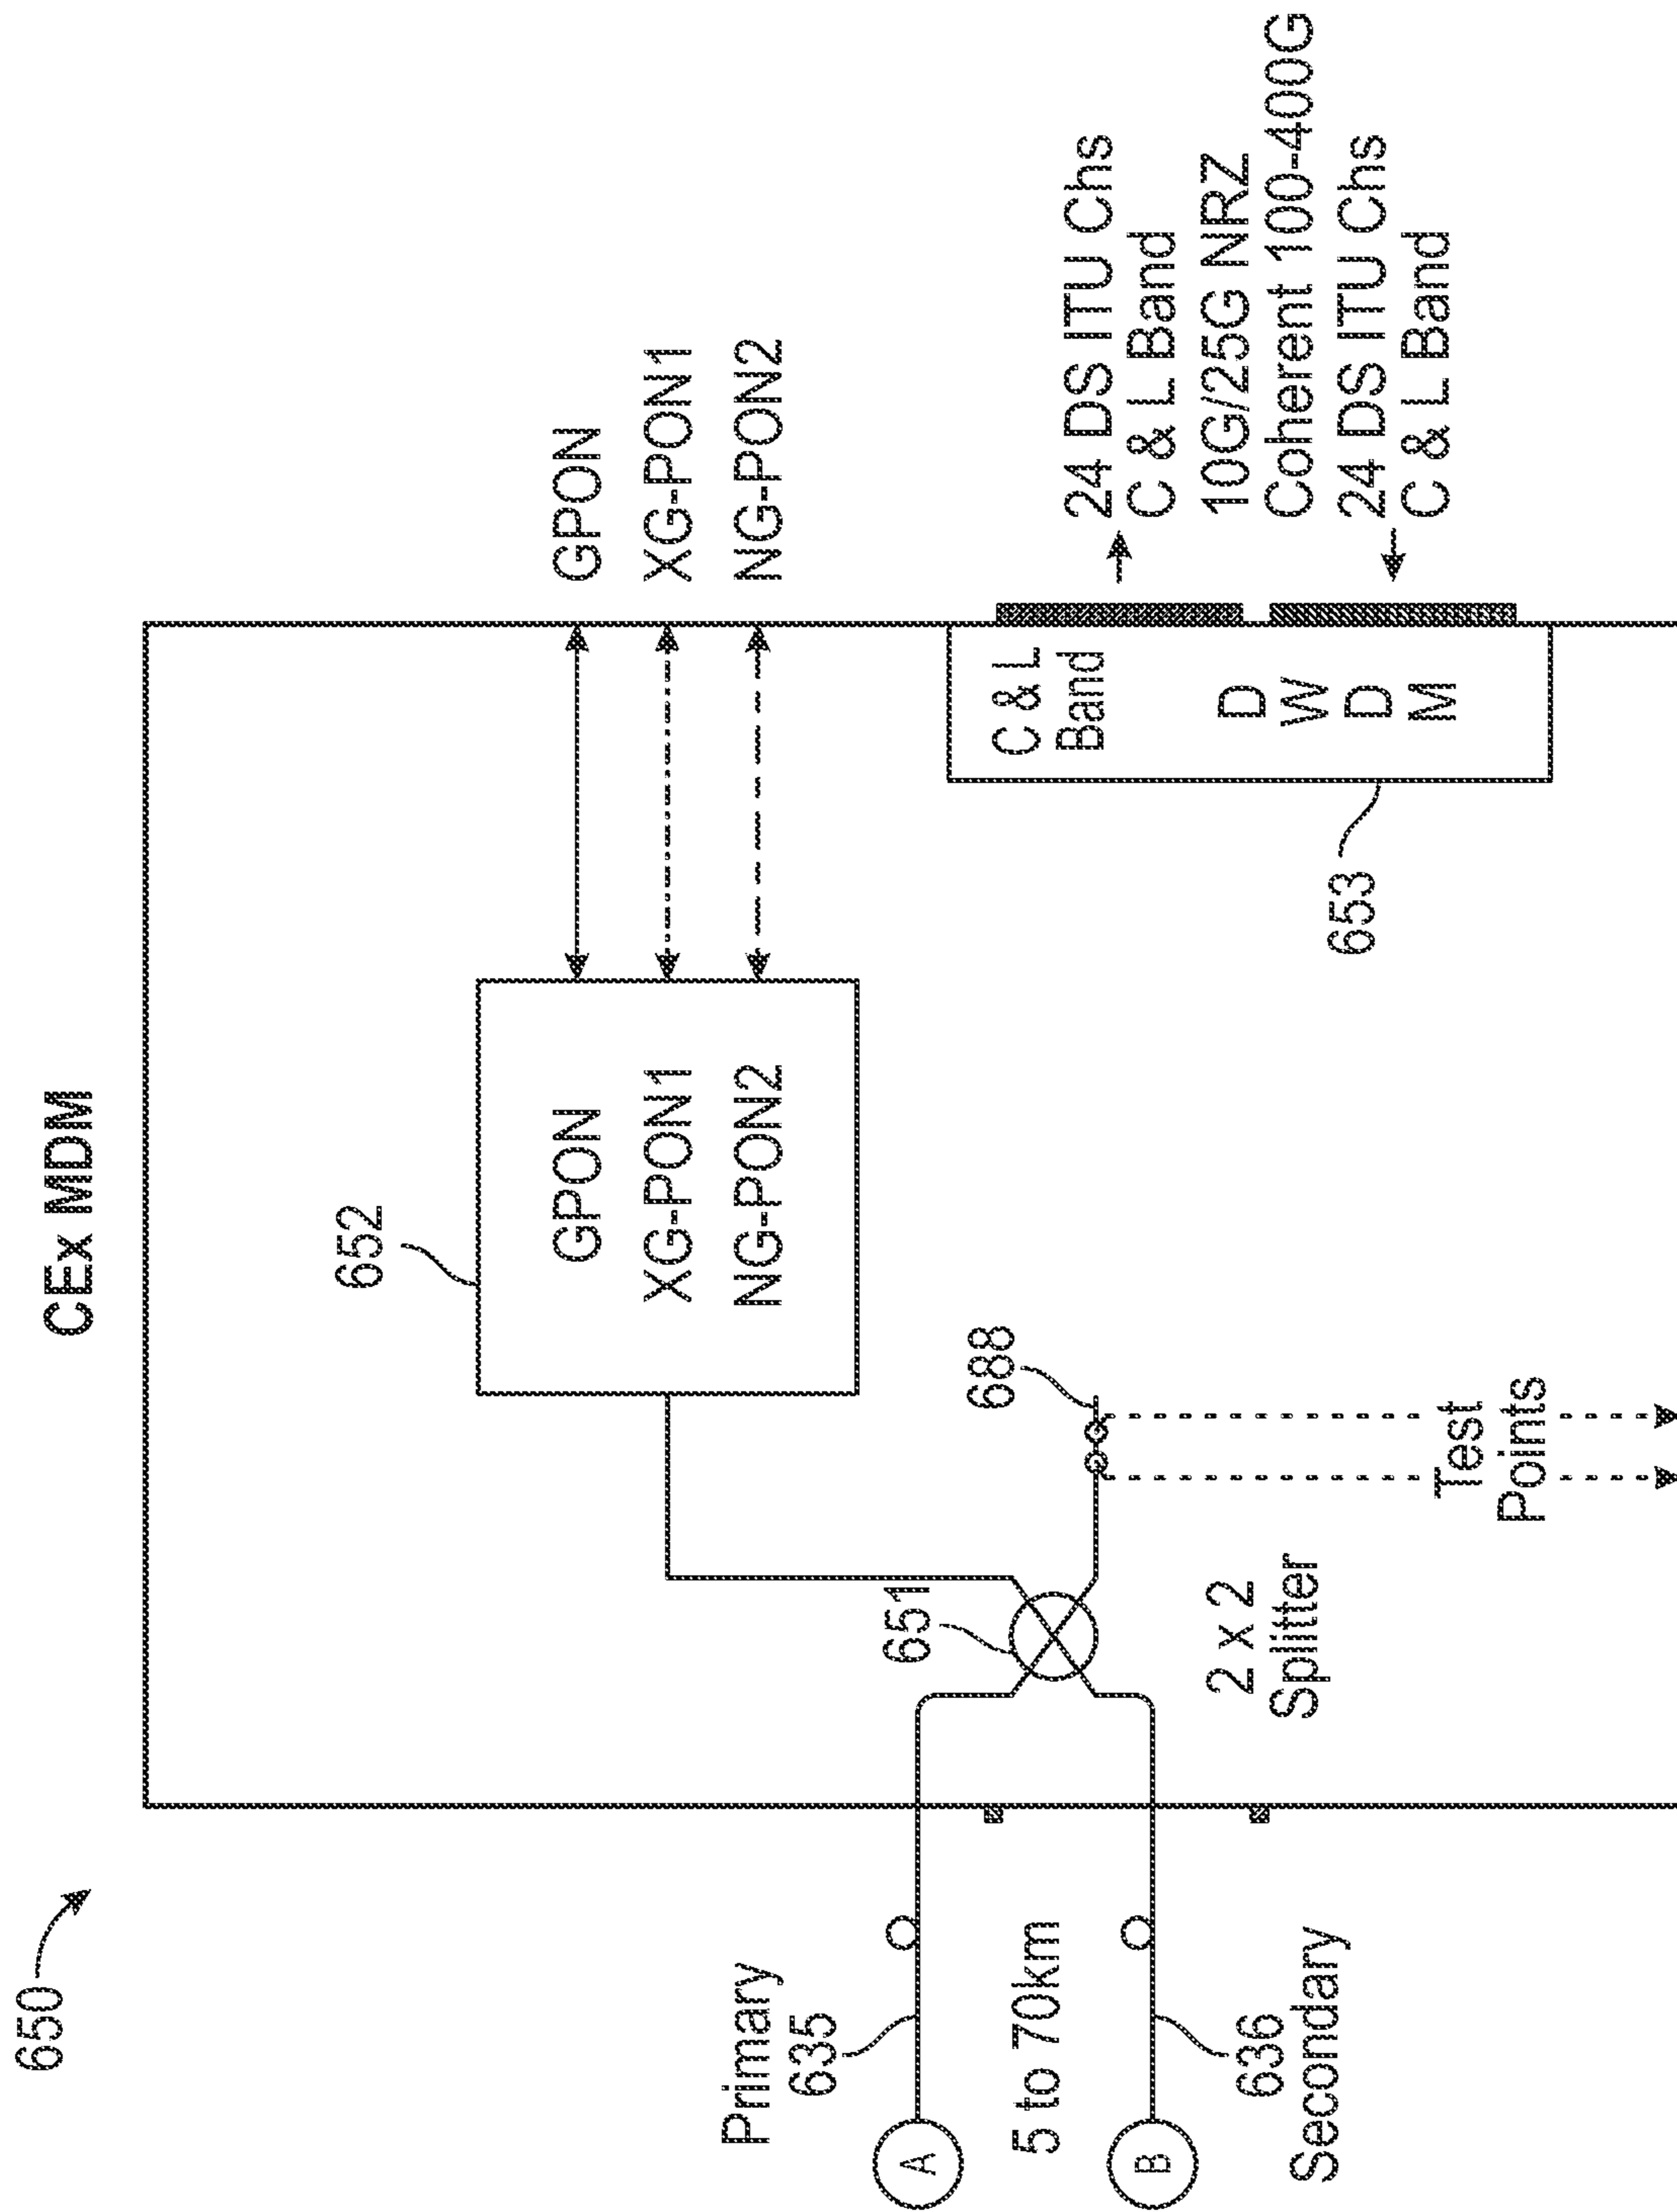 650
CEx MDM
652
GPON
XG-PON1
NG-PON2
GPON
XG-PON1
NG-PON2
Primary
635
A
5 to 70km
B
636
Secondary
651
2 x 2
Splitter
688
Test
Points
653
C & L
Band
D
W
D
M
24 DS ITU Chs
C & L Band
10G/25G NRZ
Coherent 100-400G
24 DS ITU Chs
C & L Band